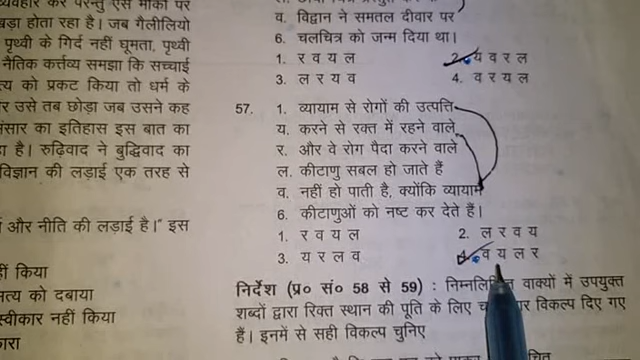 व्यवहार कर परन्तु ऐसे मौकों पर
खड़ा होता रहा है। जब गैलीलियो
पृथ्वी के गिर्द नहीं घूमता, पृथ्वी
नैतिक कर्त्तव्य समझा कि सच्चाई
त्य को प्रकट किया तो धर्म के
र उसे तब छोड़ा जब उसने कह
संसार का इतिहास इस बात का
हा है। रुढ़िवाद ने बुद्धिवाद का
विज्ञान की लड़ाई एक तरह से
और नीति की लड़ाई है।" इस
हीं किया
सत्य को दबाया
स्वीकार नहीं किया
व. विद्वान ने समतल दीवार पर
6. चलचित्र को जन्म दिया था।
1. र व य ल
2. य व र ल
3. ल र य व
4. व र य ल
57. 1. व्यायाम से रोगों की उत्पत्ति
य. करने से रक्त में रहने वाले
र. और वे रोग पैदा करने वाले
ल. कीटाणु सबल हो जाते हैं
व. नहीं हो पाती है, क्योंकि व्यायाम
6. कीटाणुओं को नष्ट कर देते हैं।
1. र व य ल
2. ल र व य
3. य र ल व
4. व य ल र
निर्देश (प्र० सं० 58 से 59) : निम्नलिखित वाक्यों में उपयुक्त
शब्दों द्वारा रिक्त स्थान की पूर्ति के लिए चार विकल्प दिए गए
हैं। इनमें से सही विकल्प चुनिए